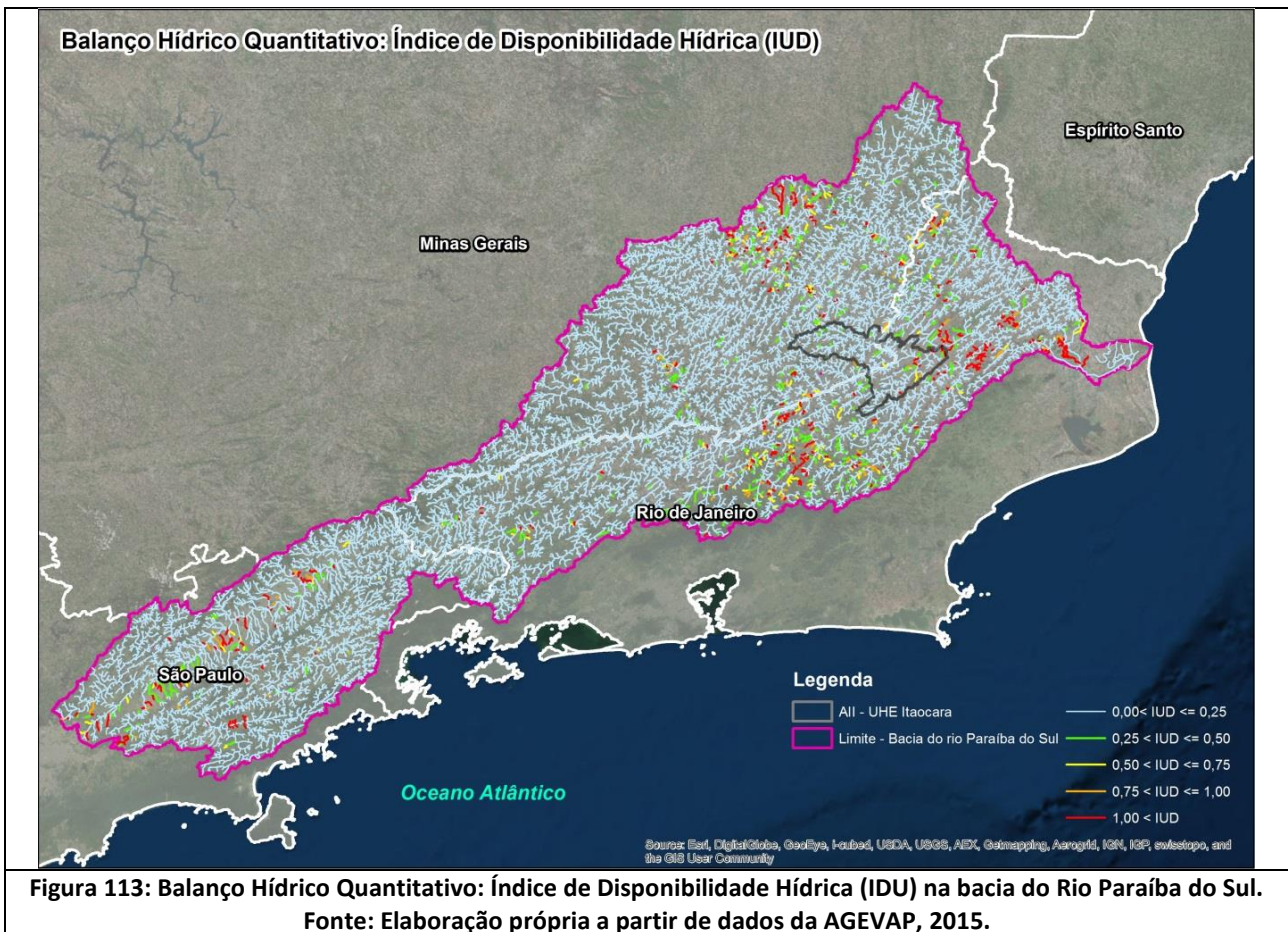 Balanço Hídrico Quantitativo: Índice de Disponibilidade Hídrica (IUD)
Espírito Santo
Minas Gerais
Rio de Janeiro
São Paulo
Legenda
AII - UHE Itaocara
Limite - Bacia do rio Paraíba do Sul
0,00< IUD <= 0,25
0,25 < IUD <= 0,50
0,50 < IUD <= 0,75
0,75 < IUD <= 1,00
1,00 < IUD
Oceano Atlântico
Source: Esri, DigitalGlobe, GeoEye, i-cubed, USDA, USGS, AEX, Getmapping, Aerogrid, IGN, IGP, swisstopo, and
the GIS User Community
Figura 113: Balanço Hídrico Quantitativo: Índice de Disponibilidade Hídrica (IDU) na bacia do Rio Paraíba do Sul.
Fonte: Elaboração própria a partir de dados da AGEVAP, 2015.